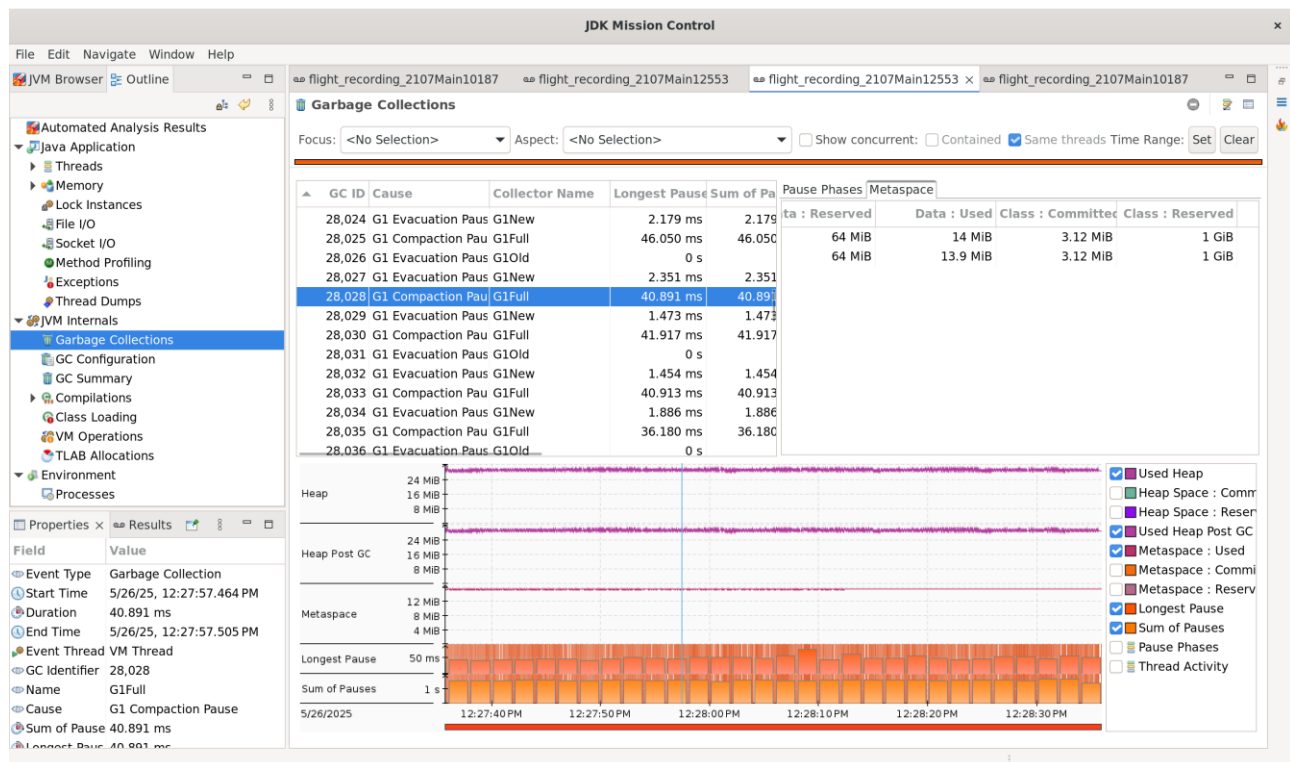 JDK Mission Control
File Edit Navigate Window Help
JVM Browser Outline
Automated Analysis Results
Java Application
Threads
Memory
Lock Instances
File I/O
Socket I/O
Method Profiling
Exceptions
Thread Dumps
JVM Internals
Garbage Collections
GC Configuration
GC Summary
Compilations
Class Loading
VM Operations
TLAB Allocations
Environment
Processes
Properties Results
Field Value
Event Type Garbage Collection
Start Time 5/26/25, 12:27:57.464 PM
Duration 40.891 ms
End Time 5/26/25, 12:27:57.505 PM
Event Thread VM Thread
GC Identifier 28,028
Name G1Full
Cause G1 Compaction Pause
Sum of Pause 40.891 ms
Longest Paus 40.891 ms
flight_recording_2107Main10187 flight_recording_2107Main12553 flight_recording_2107Main12553 flight_recording_2107Main10187
Garbage Collections
Focus: <No Selection> Aspect: <No Selection> Show concurrent: Contained Same threads Time Range: Set Clear
GC ID Cause Collector Name Longest Pause Sum of Pa
28,024 G1 Evacuation Paus G1New 2.179 ms 2.179
28,025 G1 Compaction Pau G1Full 46.050 ms 46.050
28,026 G1 Evacuation Paus G1Old 0 s
28,027 G1 Evacuation Paus G1New 2.351 ms 2.351
28,028 G1 Compaction Pau G1Full 40.891 ms 40.891
28,029 G1 Evacuation Paus G1New 1.473 ms 1.473
28,030 G1 Compaction Pau G1Full 41.917 ms 41.917
28,031 G1 Evacuation Paus G1Old 0 s
28,032 G1 Evacuation Paus G1New 1.454 ms 1.454
28,033 G1 Compaction Pau G1Full 40.913 ms 40.913
28,034 G1 Evacuation Paus G1New 1.886 ms 1.886
28,035 G1 Compaction Pau G1Full 36.180 ms 36.180
28,036 G1 Evacuation Paus G1Old 0 s
Pause Phases Metaspace
ta : Reserved Data : Used Class : Committed Class : Reserved
64 MiB 14 MiB 3.12 MiB 1 GiB
64 MiB 13.9 MiB 3.12 MiB 1 GiB
Heap
24 MiB
16 MiB
8 MiB
Heap Post GC
24 MiB
16 MiB
8 MiB
Metaspace
12 MiB
8 MiB
4 MiB
Longest Pause 50 ms
Sum of Pauses 1 s
5/26/2025 12:27:40 PM 12:27:50 PM 12:28:00 PM 12:28:10 PM 12:28:20 PM 12:28:30 PM
Used Heap
Heap Space : Comm
Heap Space : Reser
Used Heap Post GC
Metaspace : Used
Metaspace : Commi
Metaspace : Reserv
Longest Pause
Sum of Pauses
Pause Phases
Thread Activity